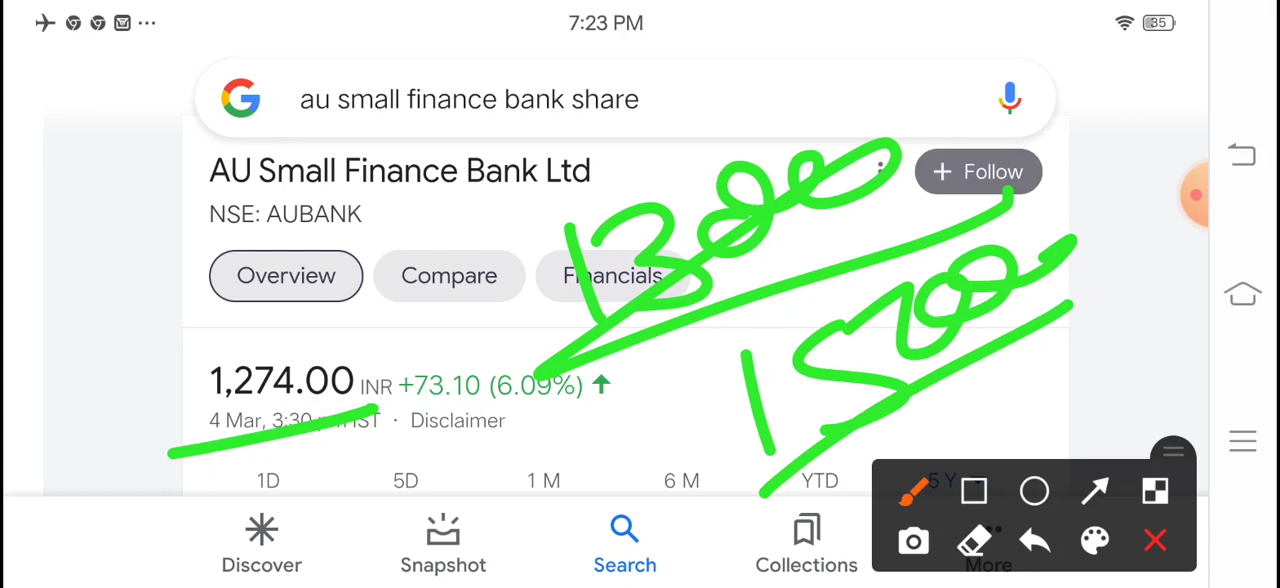 7:23 PM
35
au small finance bank share
AU Small Finance Bank Ltd
+ Follow
NSE: AUBANK
1300
Overview
Compare
Financials
1500
1,274.00 INR +73.10 (6.09%)
4 Mar, 3:30 pm IST · Disclaimer
1D 5D 1 M 6 M YTD 5 Y
Discover
Snapshot
Search
Collections
More